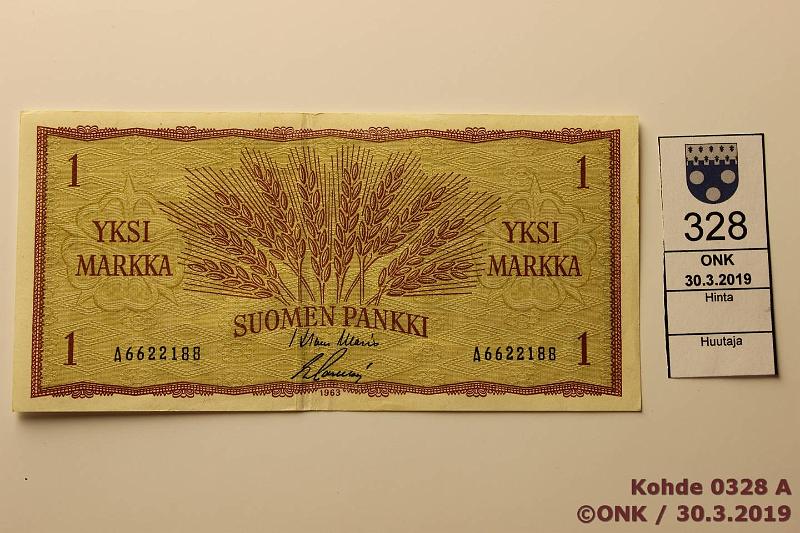 1
1
YKSI
MARKKA
YKSI
MARKKA
SUOMEN PANKKI
1
A6622188
A6622188
1
1963
328
ONK
30.3.2019
Hinta
Huutaja
Kohde 0328 A
©ONK / 30.3.2019